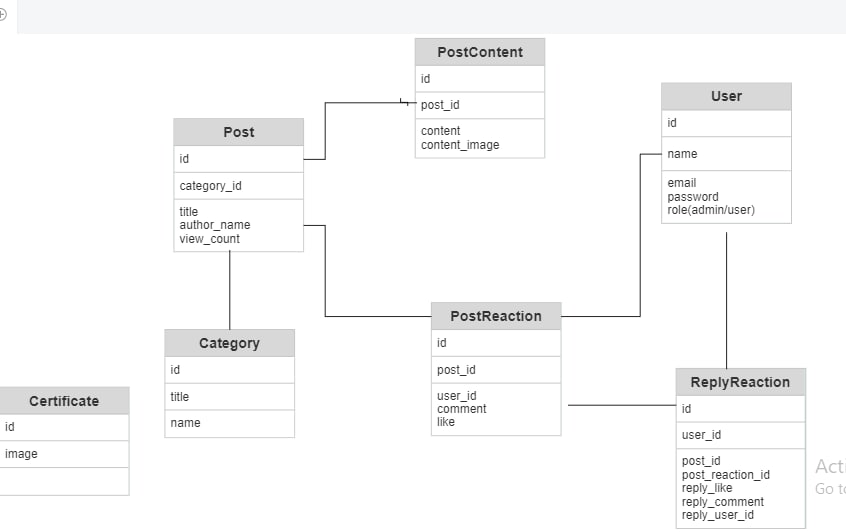 PostContent
id
post_id
content
content_image
User
id
name
email
password
role(admin/user)
Post
id
category_id
title
author_name
view_count
PostReaction
id
post_id
user_id
comment
like
Category
id
title
name
ReplyReaction
id
user_id
post_id
post_reaction_id
reply_like
reply_comment
reply_user_id
Certificate
id
image
Acti
Go to